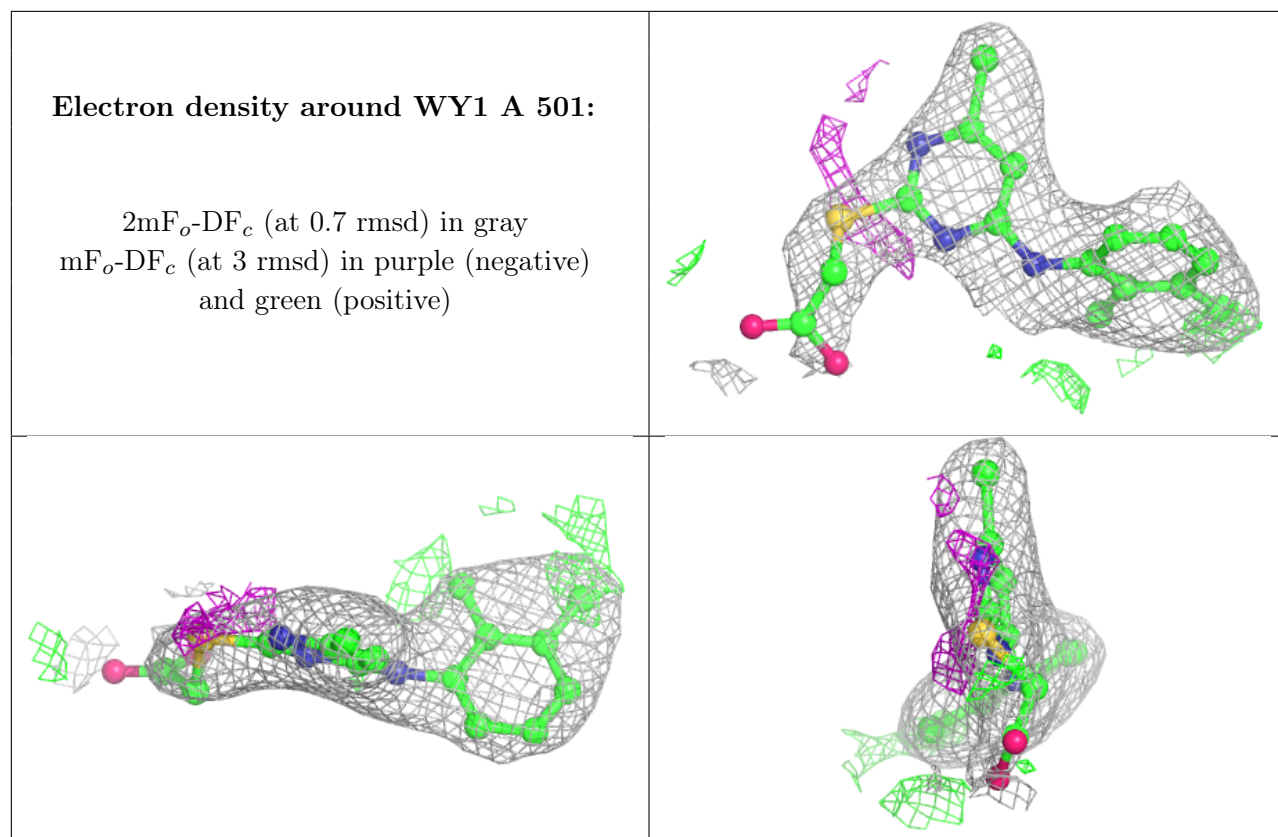 Electron density around WY1 A 501:
2mFₒ-DF𝑐 (at 0.7 rmsd) in gray
mFₒ-DF𝑐 (at 3 rmsd) in purple (negative)
and green (positive)